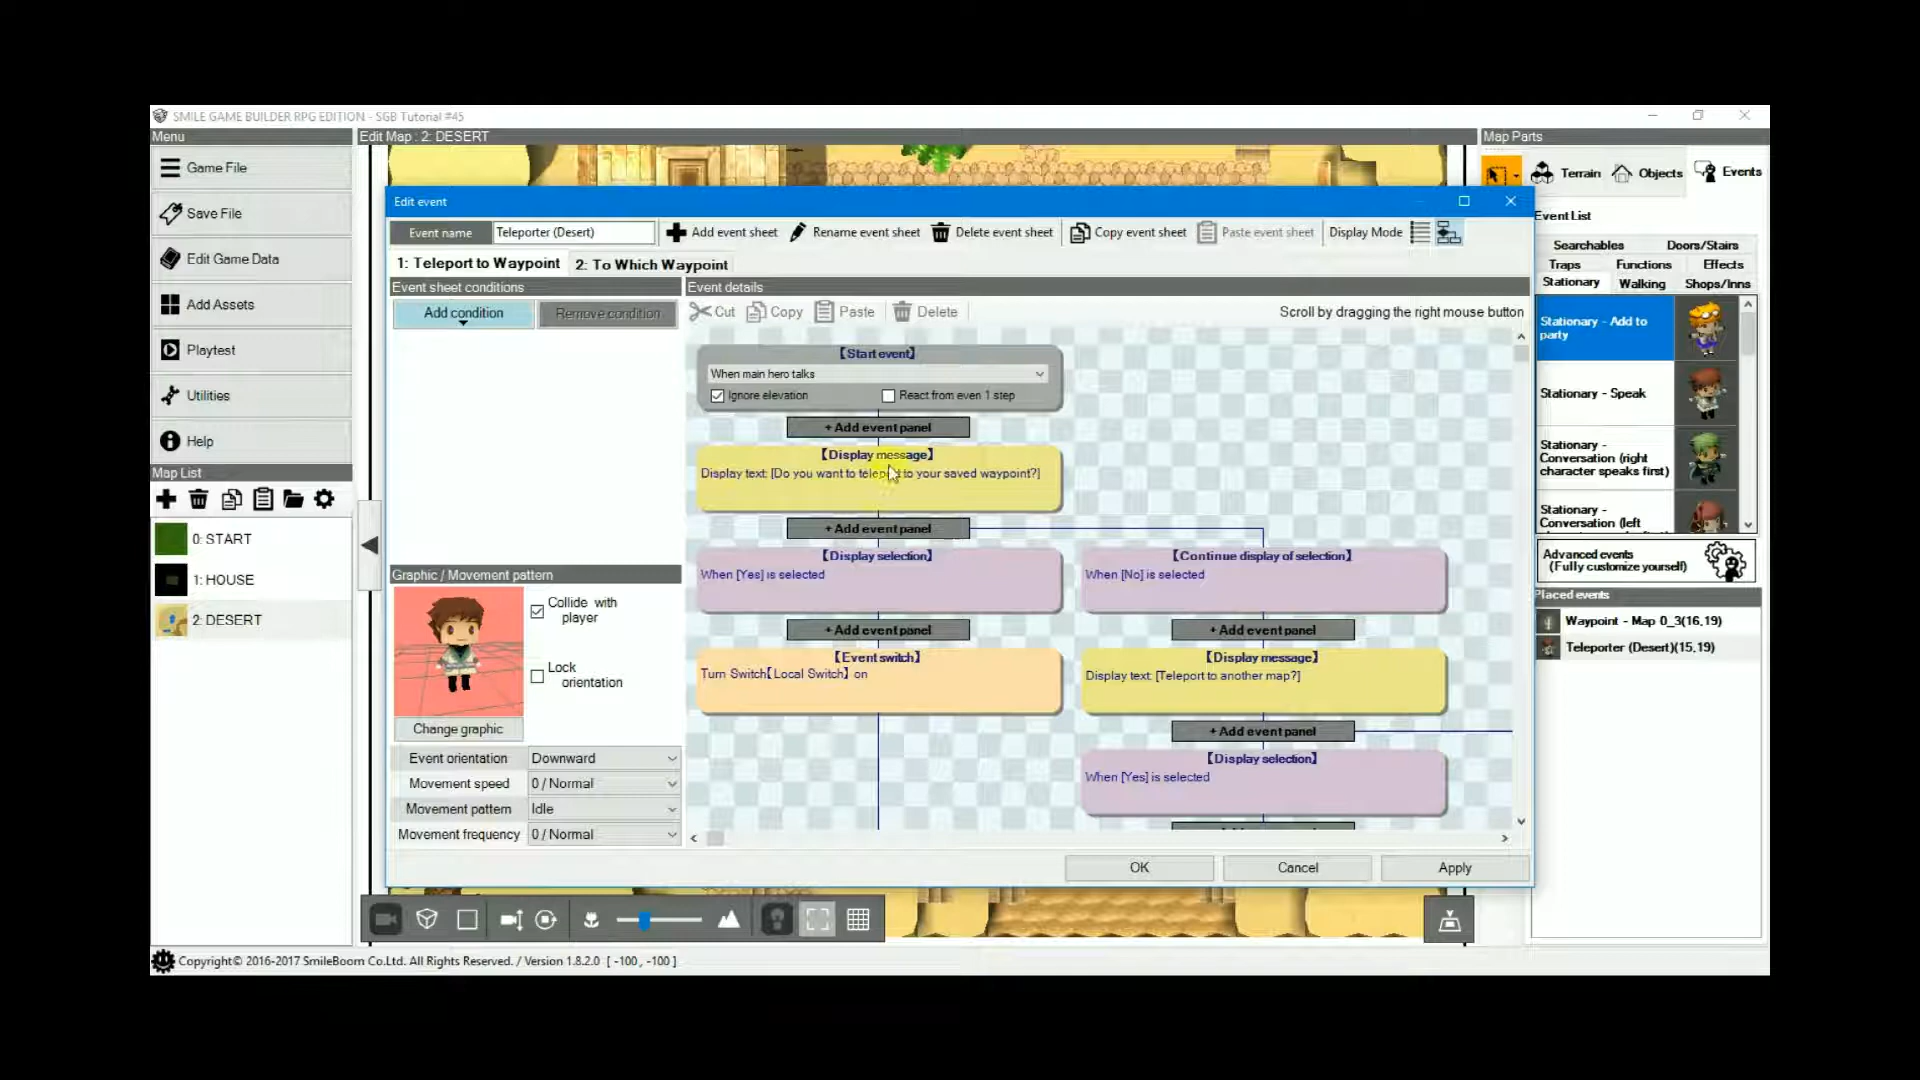 SMILE GAME BUILDER RPG EDITION - SGB Tutorial #45
Menu
Edit Map : 2: DESERT
Map Parts
Game File
Save File
Edit Game Data
Add Assets
Playtest
Utilities
Help
Map List
0: START
1: HOUSE
2: DESERT
Edit event
Event name
Teleporter (Desert)
Add event sheet
Rename event sheet
Delete event sheet
Copy event sheet
Paste event sheet
Display Mode
1: Teleport to Waypoint
2: To Which Waypoint
Event sheet conditions
Event details
Add condition
Remove condition
Cut
Copy
Paste
Delete
Scroll by dragging the right mouse button
【Start event】
When main hero talks
Ignore elevation
React from even 1 step
+ Add event panel
【Display message】
Display text: [Do you want to teleport to your saved waypoint?]
+ Add event panel
【Display selection】
When [Yes] is selected
【Continue display of selection】
When [No] is selected
+ Add event panel
+ Add event panel
【Event switch】
Turn Switch【Local Switch】 on
【Display message】
Display text: [Teleport to another map?]
+ Add event panel
【Display selection】
When [Yes] is selected
Graphic / Movement pattern
Collide with
player
Lock
orientation
Change graphic
Event orientation
Downward
Movement speed
0 / Normal
Movement pattern
Idle
Movement frequency
0 / Normal
OK
Cancel
Apply
Terrain
Objects
Events
Event List
Searchables
Doors/Stairs
Traps
Functions
Effects
Stationary
Walking
Shops/Inns
Stationary - Add to
party
Stationary - Speak
Stationary -
Conversation (right
character speaks first)
Stationary -
Conversation (left
Advanced events
(Fully customize yourself)
Placed events
Waypoint - Map 0_3(16,19)
Teleporter (Desert)(15,19)
Copyright© 2016-2017 SmileBoom Co.Ltd. All Rights Reserved. / Version 1.8.2.0 [ -100 , -100 ]